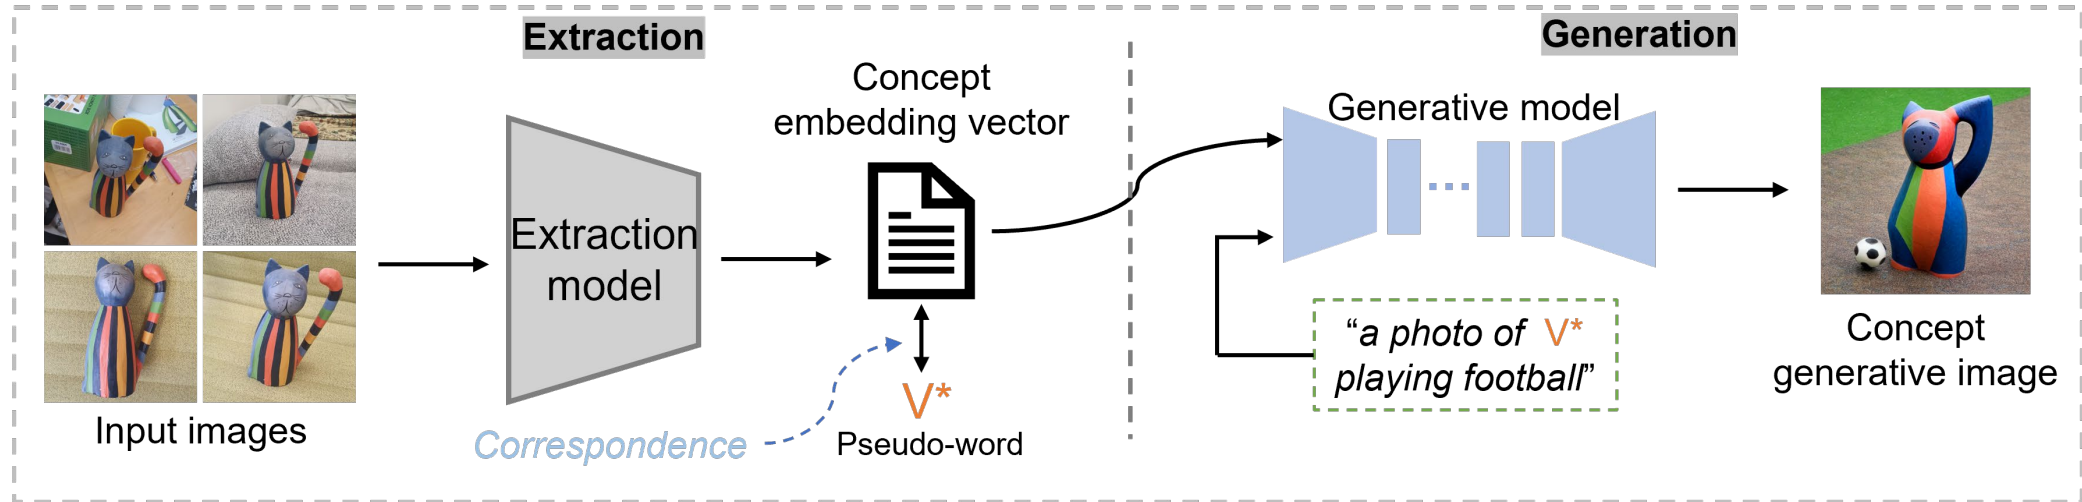 Extraction
Generation
Concept
embedding vector
Generative model
Extraction
model
“a photo of V*
playing football”
Concept
generative image
V*
Input images
Correspondence
Pseudo-word